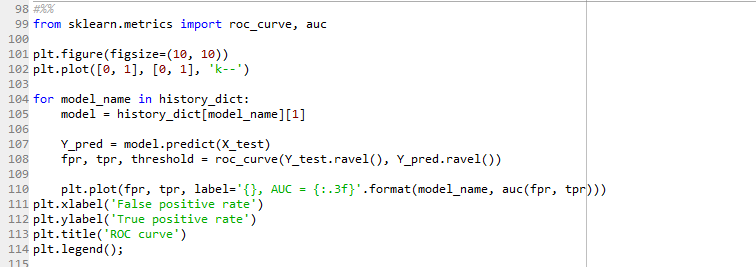 98 #%%
99 from sklearn.metrics import roc_curve, auc
100
101 plt.figure(figsize=(10, 10))
102 plt.plot([0, 1], [0, 1], 'k--')
103
104 for model_name in history_dict:
105     model = history_dict[model_name][1]
106
107     Y_pred = model.predict(X_test)
108     fpr, tpr, threshold = roc_curve(Y_test.ravel(), Y_pred.ravel())
109
110     plt.plot(fpr, tpr, label='{}, AUC = {:.3f}'.format(model_name, auc(fpr, tpr)))
111 plt.xlabel('False positive rate')
112 plt.ylabel('True positive rate')
113 plt.title('ROC curve')
114 plt.legend();
115